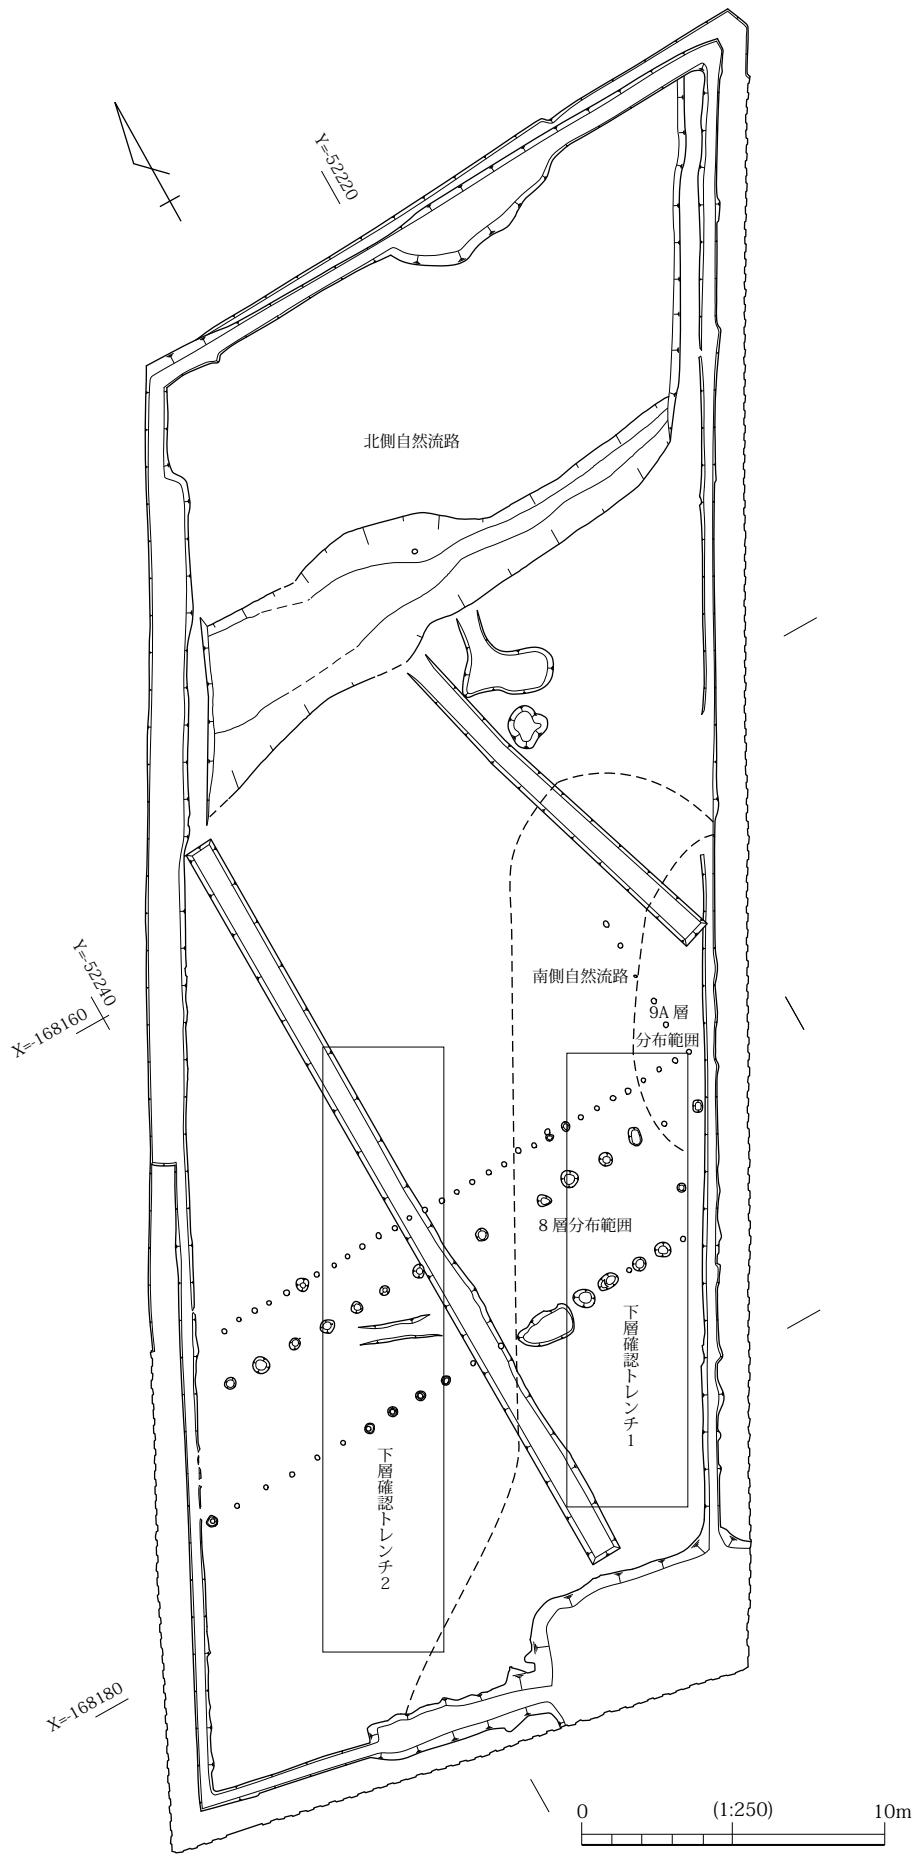 Y=-52220
北側自然流路
Y=-52240
X=-168160
南側自然流路
9A 層
分布範囲
8 層分布範囲
下層確認トレンチ1
下層確認トレンチ2
X=-168180
0 (1:250) 10m